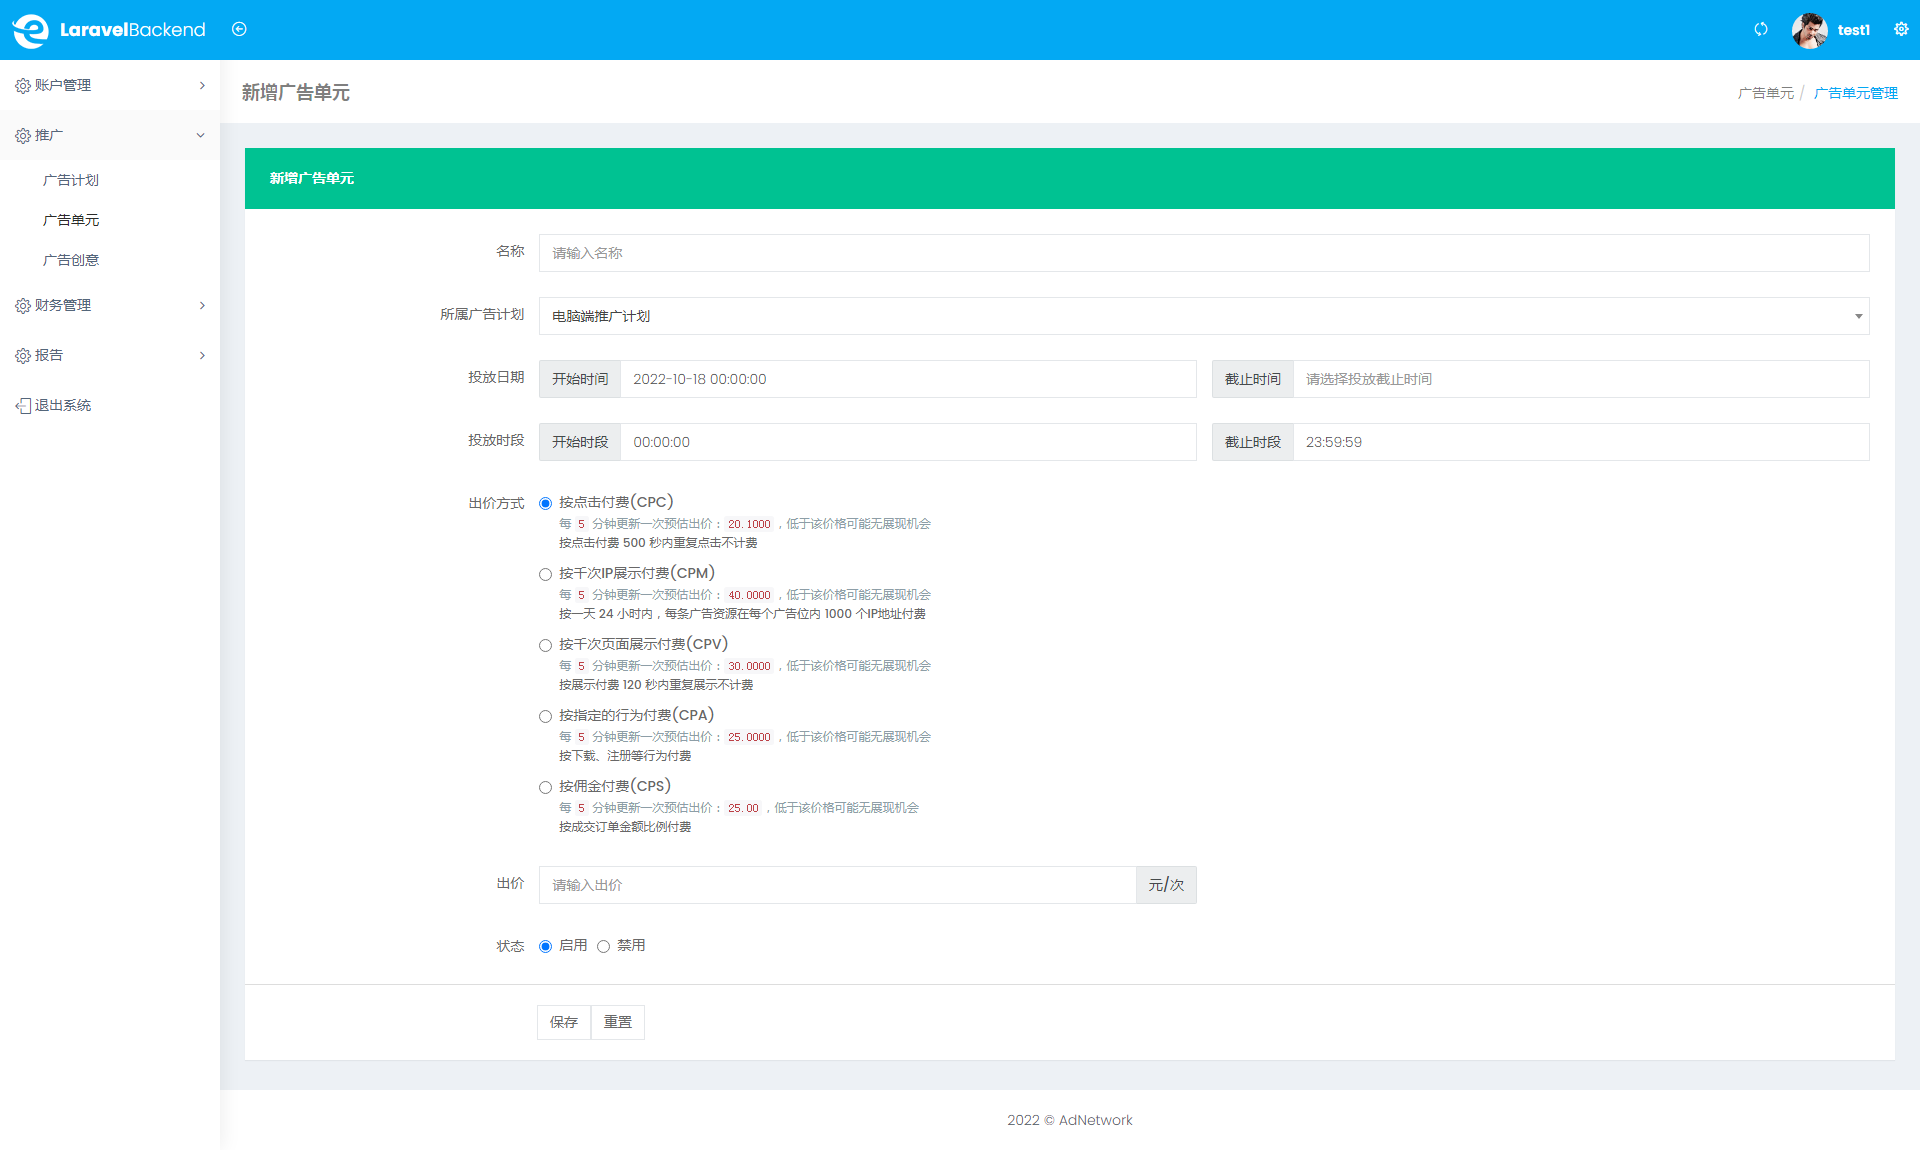 LaravelBackend
test1
账户管理
推广
广告计划
广告单元
广告创意
财务管理
报告
退出系统
新增广告单元
广告单元 / 广告单元管理
新增广告单元
名称 请输入名称
所属广告计划 电脑端推广计划
投放日期 开始时间 2022-10-18 00:00:00 截止时间 请选择投放截止时间
投放时段 开始时段 00:00:00 截止时段 23:59:59
出价方式 按点击付费(CPC)
每 5 分钟更新一次预估出价：20.1000，低于该价格可能无展现机会
按点击付费 500 秒内重复点击不计费
按千次IP展示付费(CPM)
每 5 分钟更新一次预估出价：40.0000，低于该价格可能无展现机会
按一天 24 小时内，每条广告资源在每个广告位内 1000 个IP地址付费
按千次页面展示付费(CPV)
每 5 分钟更新一次预估出价：30.0000，低于该价格可能无展现机会
按展示付费 120 秒内重复展示不计费
按指定的行为付费(CPA)
每 5 分钟更新一次预估出价：25.0000，低于该价格可能无展现机会
按下载、注册等行为付费
按佣金付费(CPS)
每 5 分钟更新一次预估出价：25.00，低于该价格可能无展现机会
按成交订单金额比例付费
出价 请输入出价 元/次
状态 启用 禁用
保存 重置
2022 © AdNetwork